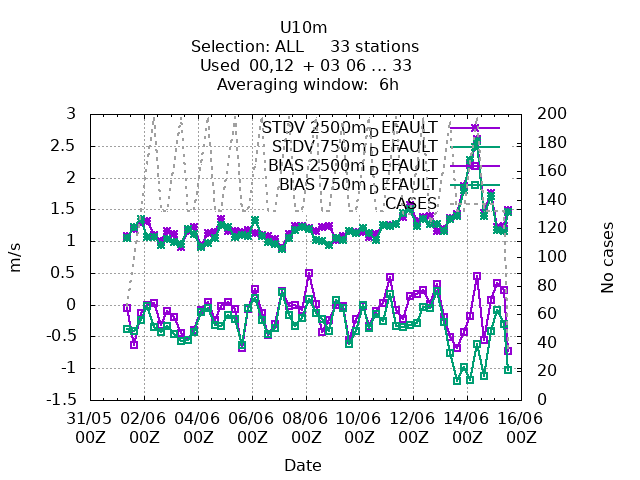 U10m
Selection: ALL 33 stations
Used 00,12 + 03 06 ... 33
Averaging window: 6h
3
2.5
2
1.5
1
0.5
0
-0.5
-1
-1.5
m/s
STDV 2500m_DEFAULT
STDV 750m_DEFAULT
BIAS 2500m_DEFAULT
BIAS 750m_DEFAULT
CASES
200
180
160
140
120
100
80
60
40
20
0
No cases
31/05 02/06 04/06 06/06 08/06 10/06 12/06 14/06 16/06
00Z 00Z 00Z 00Z 00Z 00Z 00Z 00Z 00Z
Date